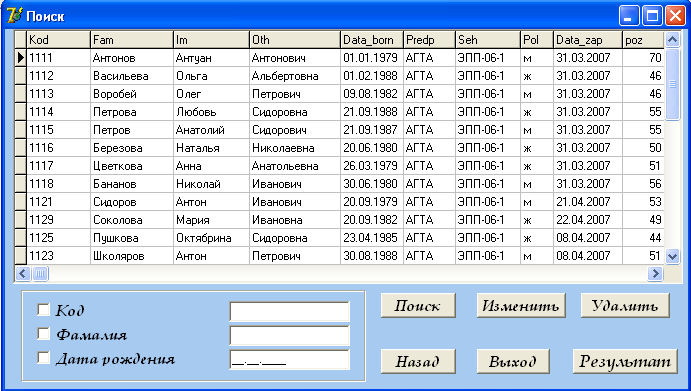 Поиск
Kod Fam Im Oth Data_born Predp Seh Pol Data_zap poz
1111 Антонов Антуан Антонович 01.01.1979 АГТА ЭПП-06-1 м 31.03.2007 70
1112 Васильева Ольга Альбертовна 01.02.1988 АГТА ЭПП-06-1 ж 31.03.2007 46
1113 Воробей Олег Петрович 09.08.1982 АГТА ЭПП-06-1 м 31.03.2007 46
1114 Петрова Любовь Сидоровна 21.09.1988 АГТА ЭПП-06-1 ж 31.03.2007 55
1115 Петров Анатолий Сидорович 21.09.1987 АГТА ЭПП-06-1 м 31.03.2007 55
1116 Березова Наталья Николаевна 20.06.1980 АГТА ЭПП-06-1 ж 31.03.2007 50
1117 Цветкова Анна Анатольевна 26.03.1979 АГТА ЭПП-06-1 ж 31.03.2007 51
1118 Бананов Николай Иванович 30.06.1980 АГТА ЭПП-06-1 м 31.03.2007 56
1121 Сидоров Антон Иванович 20.09.1979 АГТА ЭПП-06-1 м 21.04.2007 53
1129 Соколова Мария Ивановна 20.09.1982 АГТА ЭПП-06-1 ж 22.04.2007 49
1125 Пушкова Октябрина Сидоровна 23.04.1985 АГТА ЭПП-06-1 ж 08.04.2007 44
1123 Школяров Антон Петрович 30.08.1988 АГТА ЭПП-06-1 м 08.04.2007 51
Код
Фамалия
Дата рождения __.__.____
Поиск Изменить Удалить
Назад Выход Результат